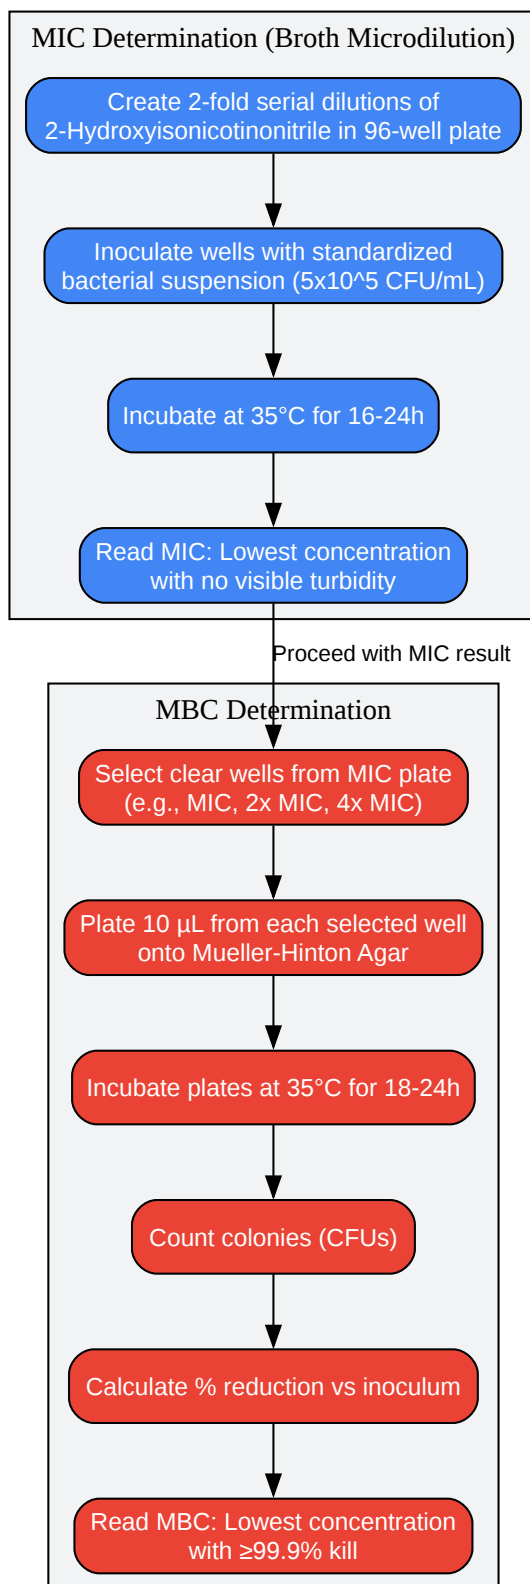 MIC Determination (Broth Microdilution)
Create 2-fold serial dilutions of
2-Hydroxyisonicotinonitrile in 96-well plate
Inoculate wells with standardized
bacterial suspension (5x10^5 CFU/mL)
Incubate at 35°C for 16-24h
Read MIC: Lowest concentration
with no visible turbidity
Proceed with MIC result
MBC Determination
Select clear wells from MIC plate
(e.g., MIC, 2x MIC, 4x MIC)
Plate 10 µL from each selected well
onto Mueller-Hinton Agar
Incubate plates at 35°C for 18-24h
Count colonies (CFUs)
Calculate % reduction vs inoculum
Read MBC: Lowest concentration
with ≥99.9% kill